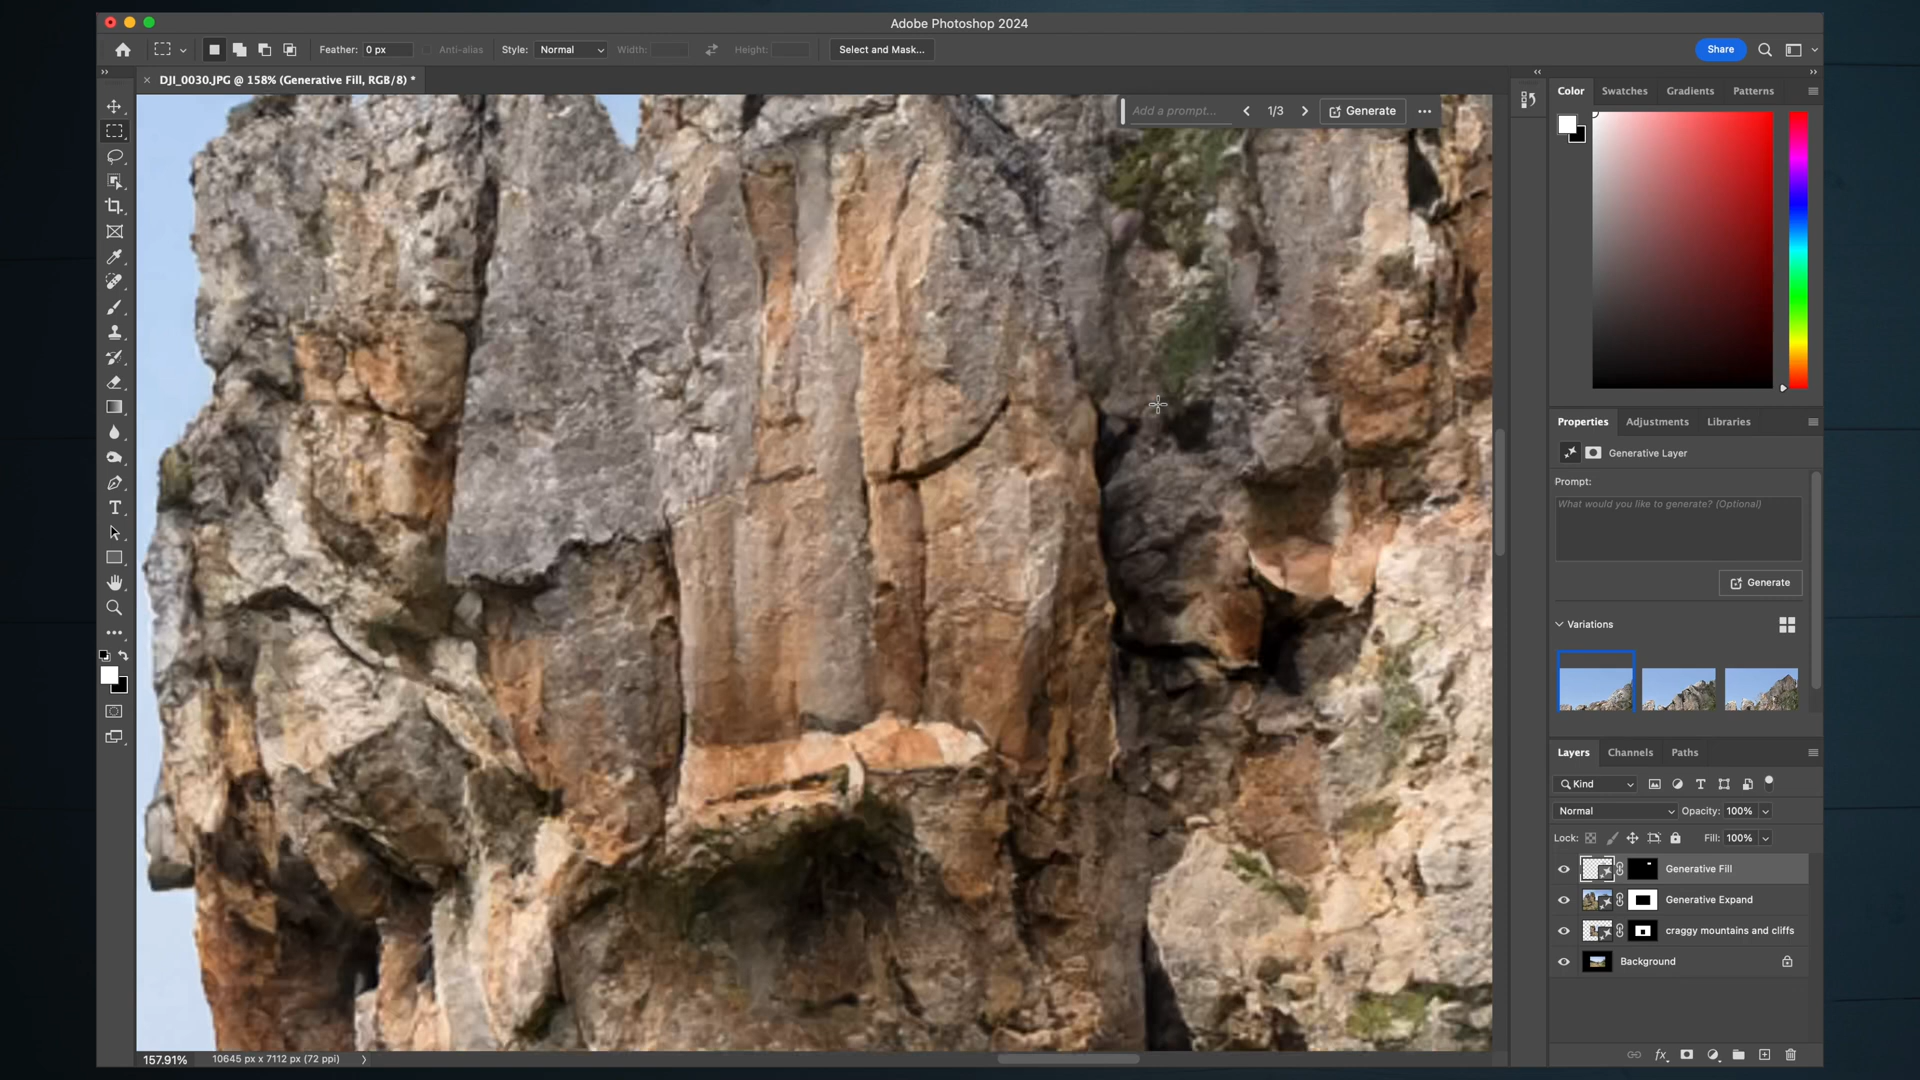 Adobe Photoshop 2024
Feather: 0 px Anti-alias Style: Normal Width: Height: Select and Mask... Share
DJI_0030.JPG @ 158% (Generative Fill, RGB/8) *
Add a prompt... 1/3 Generate
Color Swatches Gradients Patterns
Properties Adjustments Libraries
Generative Layer
Prompt:
What would you like to generate? (Optional)
Generate
Variations
Layers Channels Paths
Kind
Normal Opacity: 100%
Lock: Fill: 100%
Generative Fill
Generative Expand
craggy mountains and cliffs
Background
157.91% 10645 px x 7112 px (72 ppi)